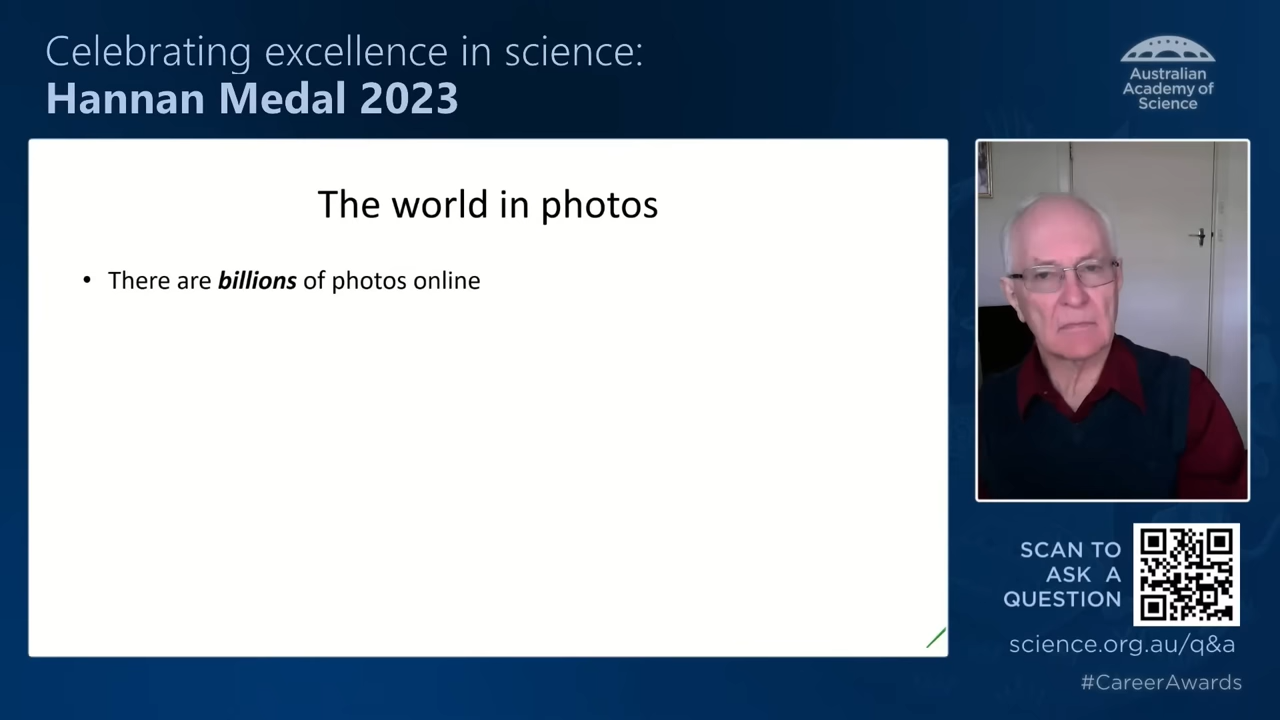 Celebrating excellence in science:
Hannan Medal 2023
Australian
Academy of
Science
The world in photos
• There are billions of photos online
SCAN TO
ASK A
QUESTION
science.org.au/q&a
#CareerAwards